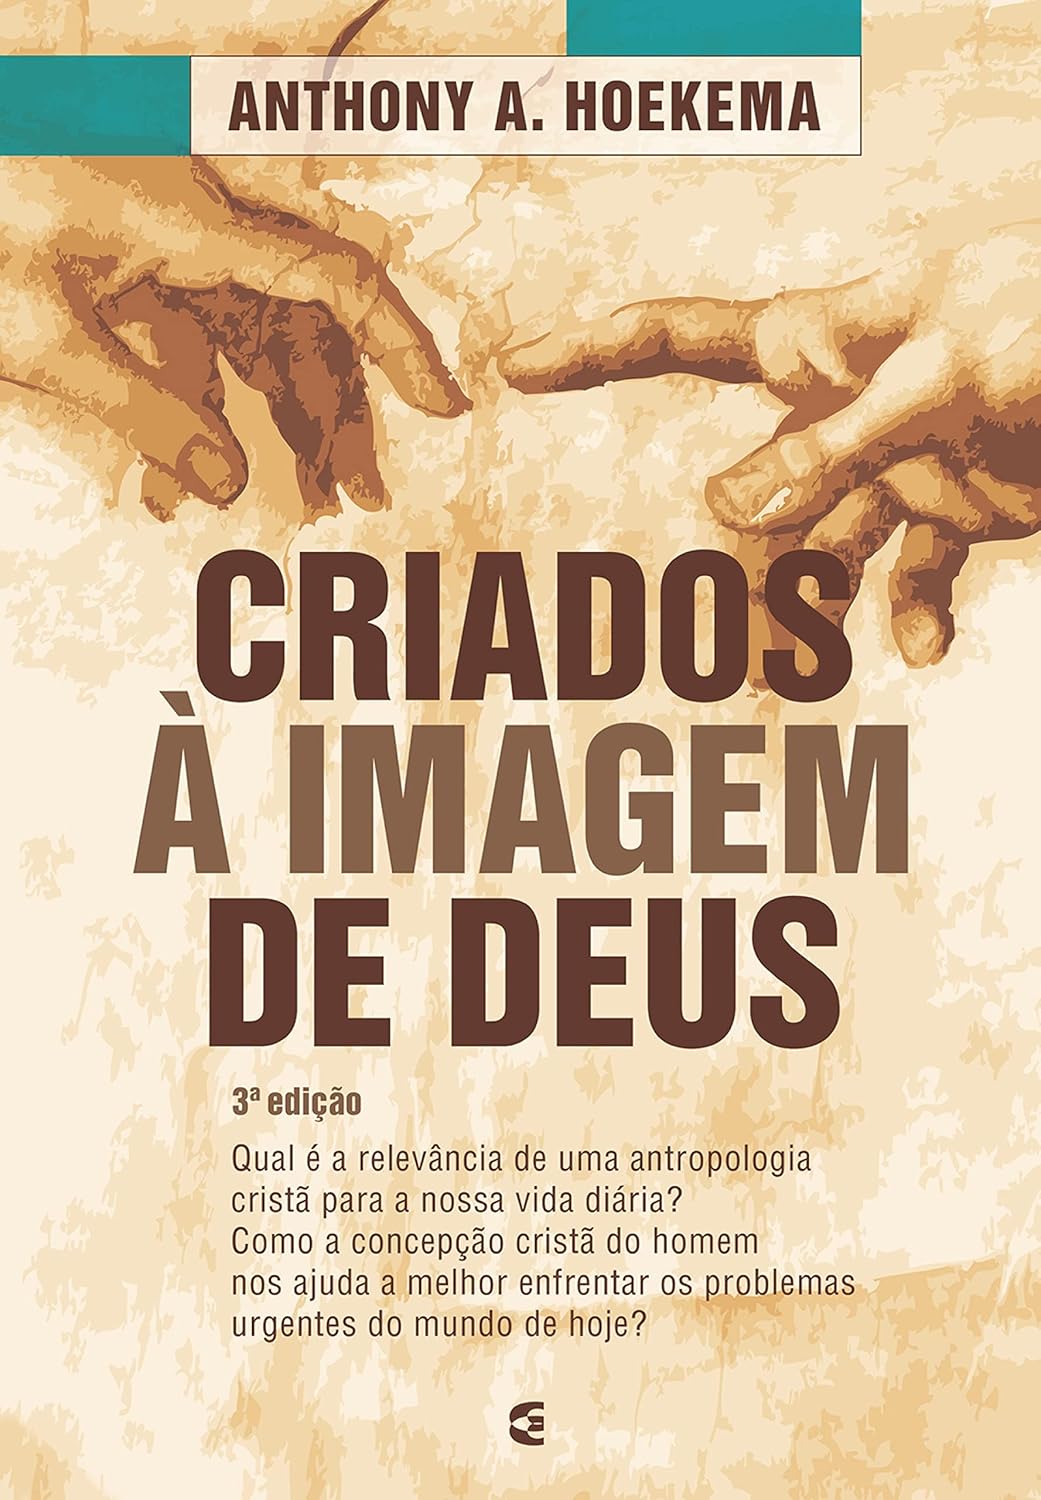 ANTHONY A. HOEKEMA
CRIADOS
À IMAGEM
DE DEUS
3ª edição
Qual é a relevância de uma antropologia
cristã para a nossa vida diária?
Como a concepção cristã do homem
nos ajuda a melhor enfrentar os problemas
urgentes do mundo de hoje?